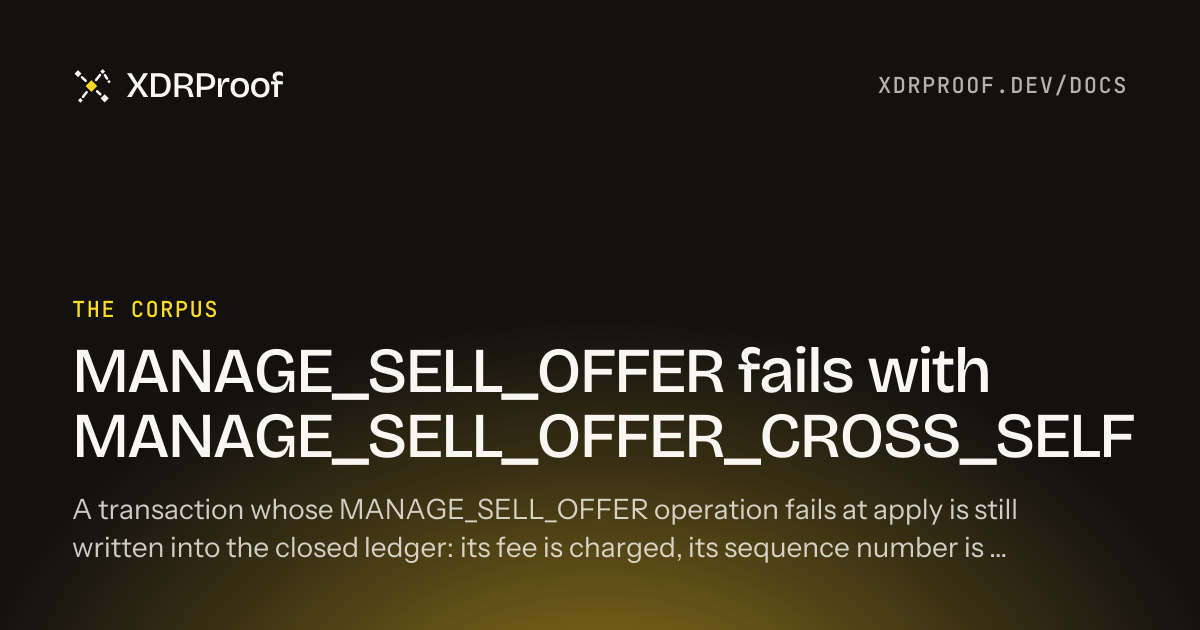 XDRProof
XDRPROOF.DEV/DOCS
THE CORPUS
MANAGE_SELL_OFFER fails with
MANAGE_SELL_OFFER_CROSS_SELF
A transaction whose MANAGE_SELL_OFFER operation fails at apply is still
written into the closed ledger: its fee is charged, its sequence number is ...